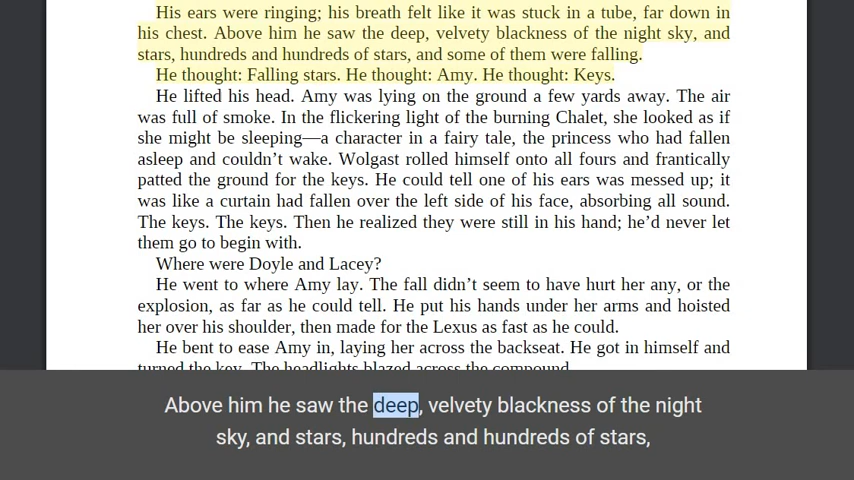 His ears were ringing; his breath felt like it was stuck in a tube, far down in
his chest. Above him he saw the deep, velvety blackness of the night sky, and
stars, hundreds and hundreds of stars, and some of them were falling.
He thought: Falling stars. He thought: Amy. He thought: Keys.
He lifted his head. Amy was lying on the ground a few yards away. The air
was full of smoke. In the flickering light of the burning Chalet, she looked as if
she might be sleeping—a character in a fairy tale, the princess who had fallen
asleep and couldn’t wake. Wolgast rolled himself onto all fours and frantically
patted the ground for the keys. He could tell one of his ears was messed up; it
was like a curtain had fallen over the left side of his face, absorbing all sound.
The keys. The keys. Then he realized they were still in his hand; he’d never let
them go to begin with.
Where were Doyle and Lacey?
He went to where Amy lay. The fall didn’t seem to have hurt her any, or the
explosion, as far as he could tell. He put his hands under her arms and hoisted
her over his shoulder, then made for the Lexus as fast as he could.
He bent to ease Amy in, laying her across the backseat. He got in himself and
turned the key. The headlights blazed across the compound.
Above him he saw the deep, velvety blackness of the night
sky, and stars, hundreds and hundreds of stars,